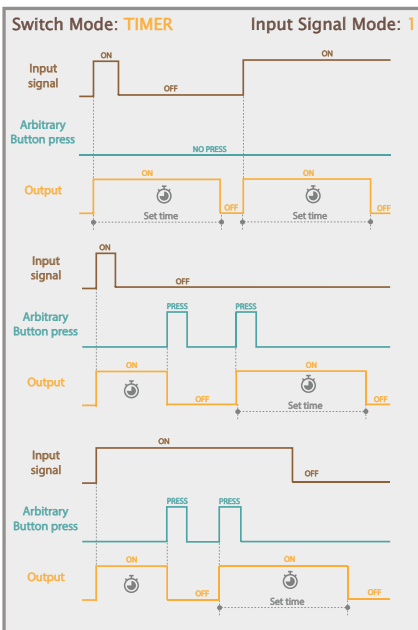 Switch Mode: TIMER Input Signal Mode: 1
ON ON
Input
signal
OFF
Arbitrary
Button press
NO PRESS
ON ON
Output
OFF OFF
Set time Set time
ON
Input
signal
OFF
PRESS PRESS
Arbitrary
Button press
ON ON
Output
OFF OFF
Set time
ON
Input
signal
OFF
PRESS PRESS
Arbitrary
Button press
ON ON
Output
OFF OFF
Set time